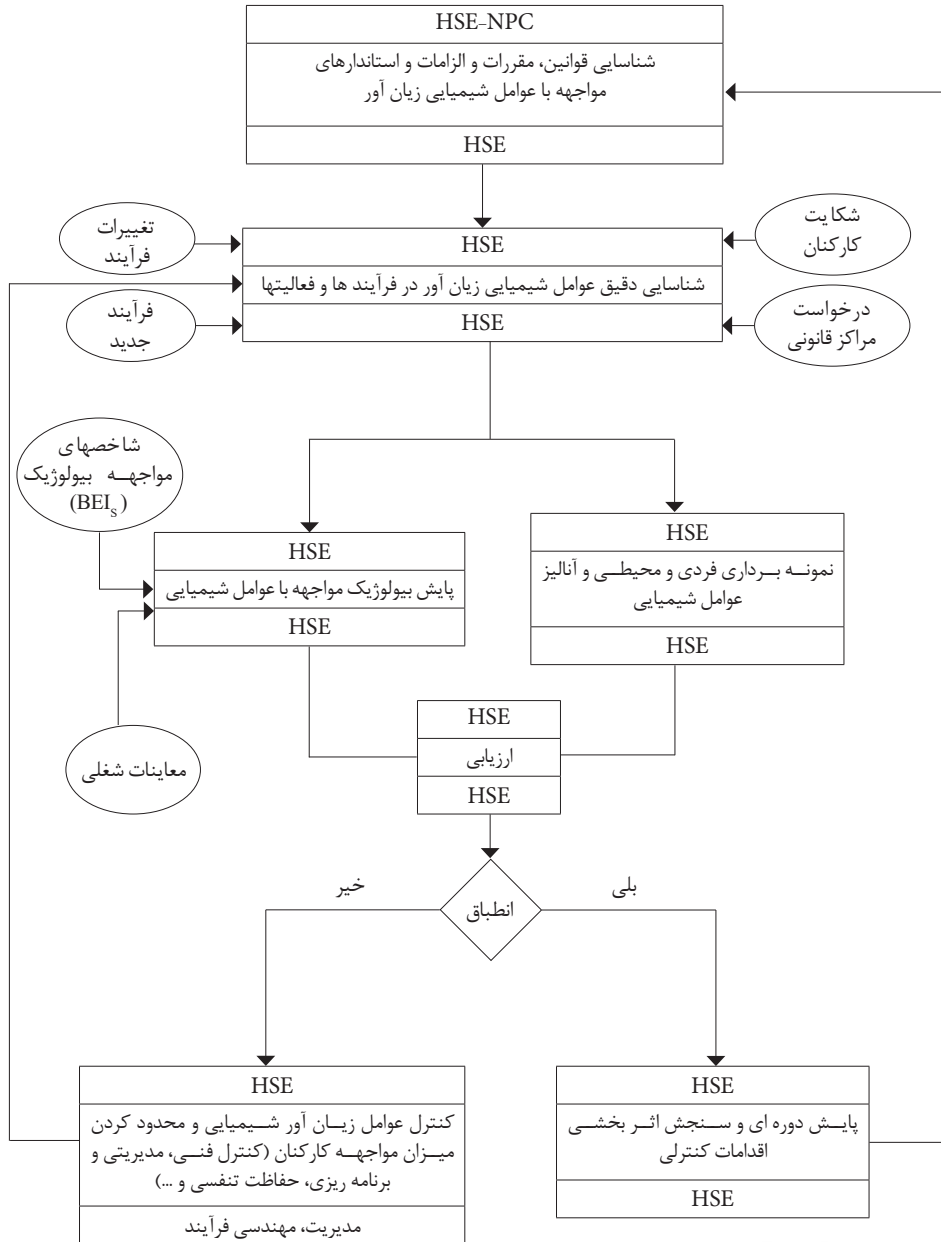 HSE-NPC
شناسایی قوانین، مقررات و الزامات و استاندارهای
مواجهه با عوامل شیمیایی زیان آور
HSE
تغییرات
فرآیند
شکایت
کارکنان
HSE
شناسایی دقیق عوامل شیمیایی زیان آور در فرآیند ها و فعالیتها
HSE
فرآیند
جدید
درخواست
مراکز قانونی
شاخصهای
مواجهه بیولوژیک
(BEIs)
HSE
نمونه برداری فردی و محیطی و آنالیز
عوامل شیمیایی
HSE
HSE
پایش بیولوژیک مواجهه با عوامل شیمیایی
HSE
معاینات شغلی
HSE
ارزیابی
HSE
انطباق
بلی
خیر
HSE
پایش دوره ای و سنجش اثر بخشی
اقدامات کنترلی
HSE
HSE
کنترل عوامل زیان آور شیمیایی و محدود کردن
میزان مواجهه کارکنان (کنترل فنی، مدیریتی و
برنامه ریزی، حفاظت تنفسی و ...)
مدیریت، مهندسی فرآیند